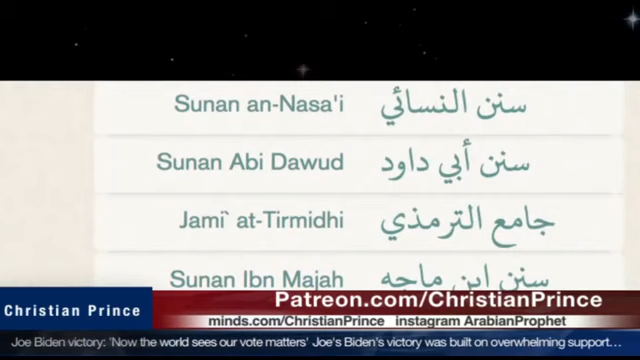 Sunan an-Nasa'i سنن النسائي
Sunan Abi Dawud سنن أبي داود
Jami` at-Tirmidhi جامع الترمذي
Sunan Ibn Majah سنن ابن ماجه
Christian Prince
Patreon.com/ChristianPrince
minds.com/ChristianPrince instagram ArabianProphet
Joe Biden victory: 'Now the world sees our vote matters' Joe's Biden's victory was built on overwhelming support…